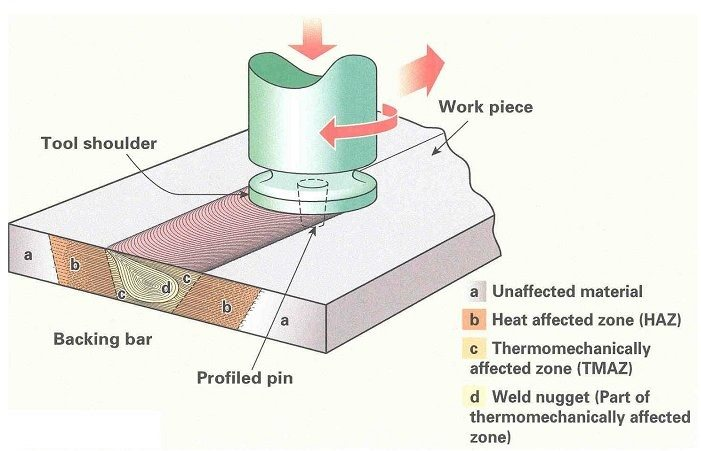 Work piece
Tool shoulder
a
b
c
d
c
b
a
Backing bar
Profiled pin
a Unaffected material
b Heat affected zone (HAZ)
c Thermomechanically
affected zone (TMAZ)
d Weld nugget (Part of
thermomechanically affected
zone)